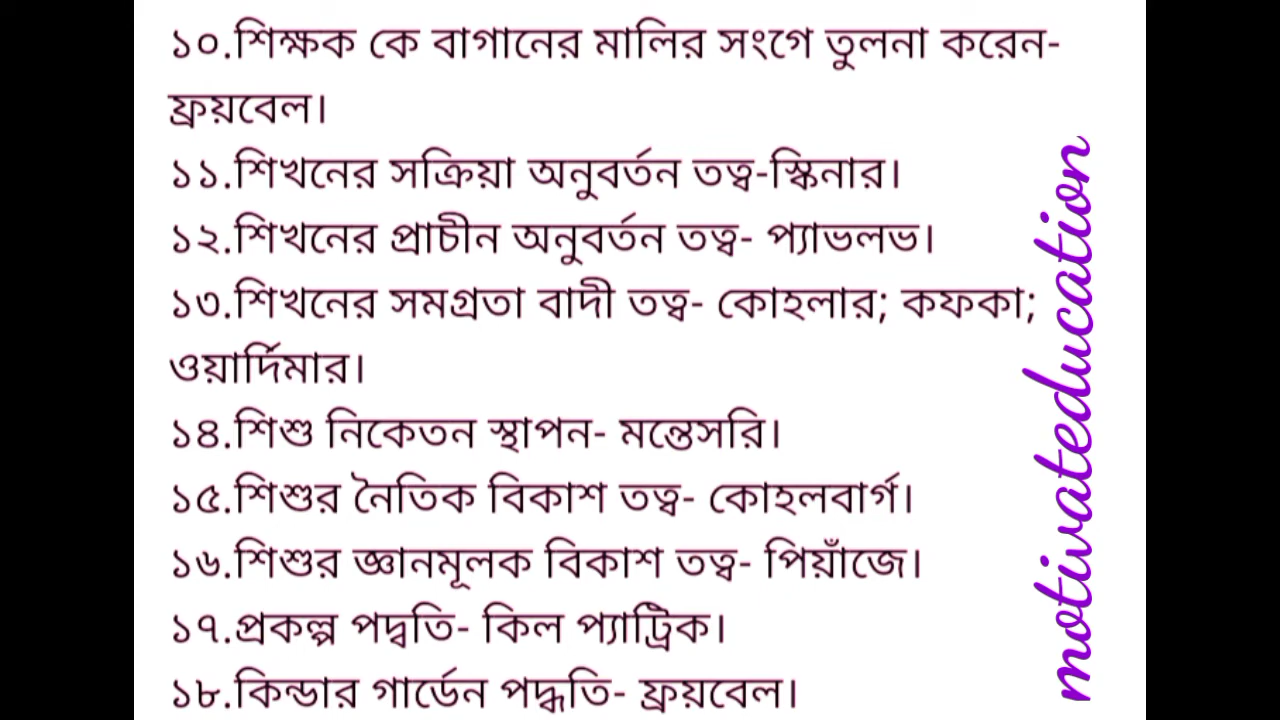 ১০.শিক্ষক কে বাগানের মালির সংগে তুলনা করেন-
ফ্রয়বেল।
১১.শিখনের সক্রিয়া অনুবর্তন তত্ব-স্কিনার।
১২.শিখনের প্রাচীন অনুবর্তন তত্ব- প্যাভলভ।
১৩.শিখনের সমগ্রতা বাদী তত্ব- কোহলার; কফকা;
ওয়ার্দিমার।
১৪.শিশু নিকেতন স্থাপন- মন্তেসরি।
১৫.শিশুর নৈতিক বিকাশ তত্ব- কোহলবার্গ।
১৬.শিশুর জ্ঞানমূলক বিকাশ তত্ব- পিয়াঁজে।
১৭.প্রকল্প পদ্বতি- কিল প্যাট্রিক।
১৮.কিন্ডার গার্ডেন পদ্ধতি- ফ্রয়বেল।
motivateducation